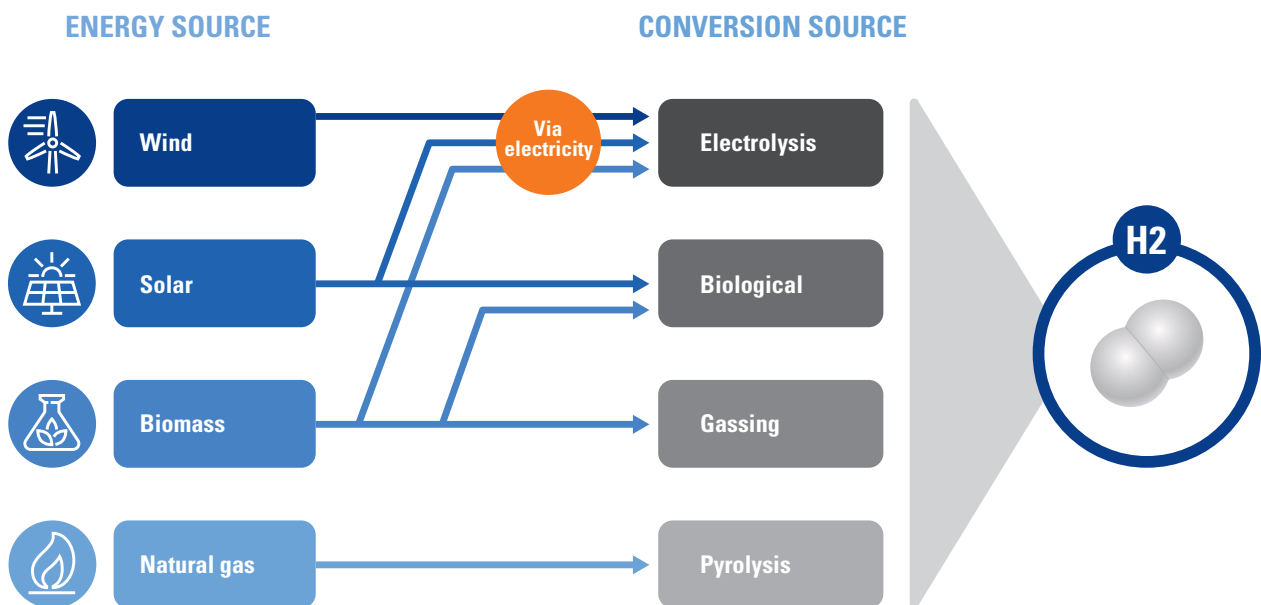 ENERGY SOURCE
CONVERSION SOURCE
Wind
Via
electricity
Electrolysis
Solar
Biological
H2
Biomass
Gassing
Natural gas
Pyrolysis